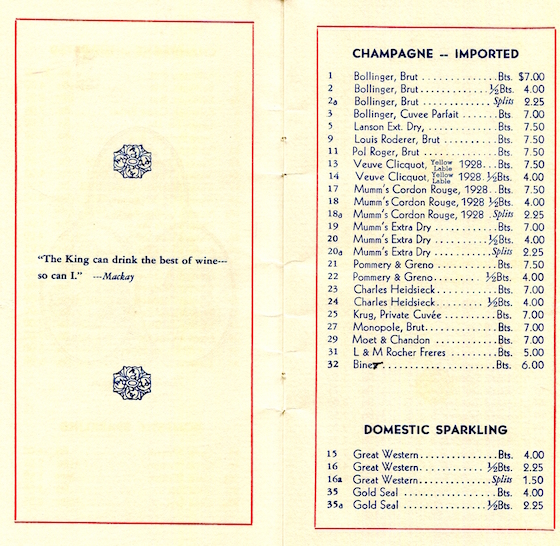 "The King can drink the best of wine---
so can I." ---Mackay
CHAMPAGNE -- IMPORTED
1 Bollinger, Brut ............ Bts. $7.00
2 Bollinger, Brut ............ ½Bts. 4.00
2a Bollinger, Brut ............ Splits 2.25
3 Bollinger, Cuvee Parfait ...... Bts. 7.00
5 Lanson Ext. Dry, ............ Bts. 7.50
9 Louis Roderer, Brut ......... Bts. 7.50
11 Pol Roger, Brut ............ Bts. 7.50
13 Veuve Clicquot, Yellow Lable 1928... Bts. 7.50
14 Veuve Clicquot, Yellow Lable 1928. ½Bts. 4.00
17 Mumm's Cordon Rouge, 1928.. Bts. 7.50
18 Mumm's Cordon Rouge, 1928 ½Bts. 4.00
18a Mumm's Cordon Rouge, 1928 . Splits 2.25
19 Mumm's Extra Dry .......... Bts. 7.00
20 Mumm's Extra Dry .......... ½Bts. 4.00
20a Mumm's Extra Dry .......... Splits 2.25
21 Pommery & Greno .......... Bts. 7.50
22 Pommery & Greno ......... ½Bts. 4.00
23 Charles Heidsieck........... Bts. 7.00
24 Charles Heidsieck.......... ½Bts. 4.00
25 Krug, Private Cuvée ......... Bts. 7.00
27 Monopole, Brut............. Bts. 7.00
29 Moet & Chandon ........... Bts. 7.00
31 L & M Rocher Freres ........ Bts. 5.00
32 Binet .................... Bts. 6.00
DOMESTIC SPARKLING
15 Great Western.............. Bts. 4.00
16 Great Western............ ½Bts. 2.25
16a Great Western............. Splits 1.50
35 Gold Seal ................ Bts. 4.00
35a Gold Seal ............... ½Bts. 2.25